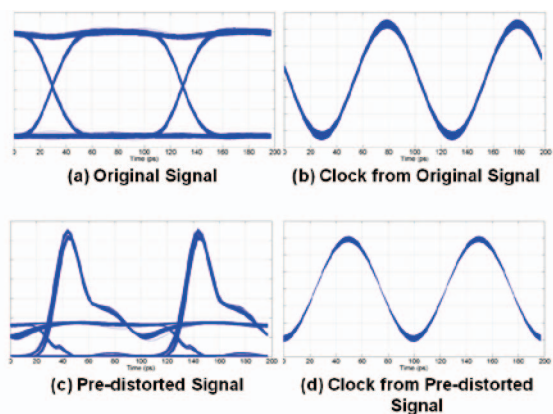 0 20 40 60 80 100 120 140 160 180 200
Time (ps)
(a) Original Signal
0 20 40 60 80 100 120 140 160 180 200
Time (ps)
(b) Clock from Original Signal
0 20 40 60 80 100 120 140 160 180 200
Time (ps)
(c) Pre-distorted Signal
0 20 40 60 80 100 120 140 160 180 200
Time (ps)
(d) Clock from Pre-distorted
Signal